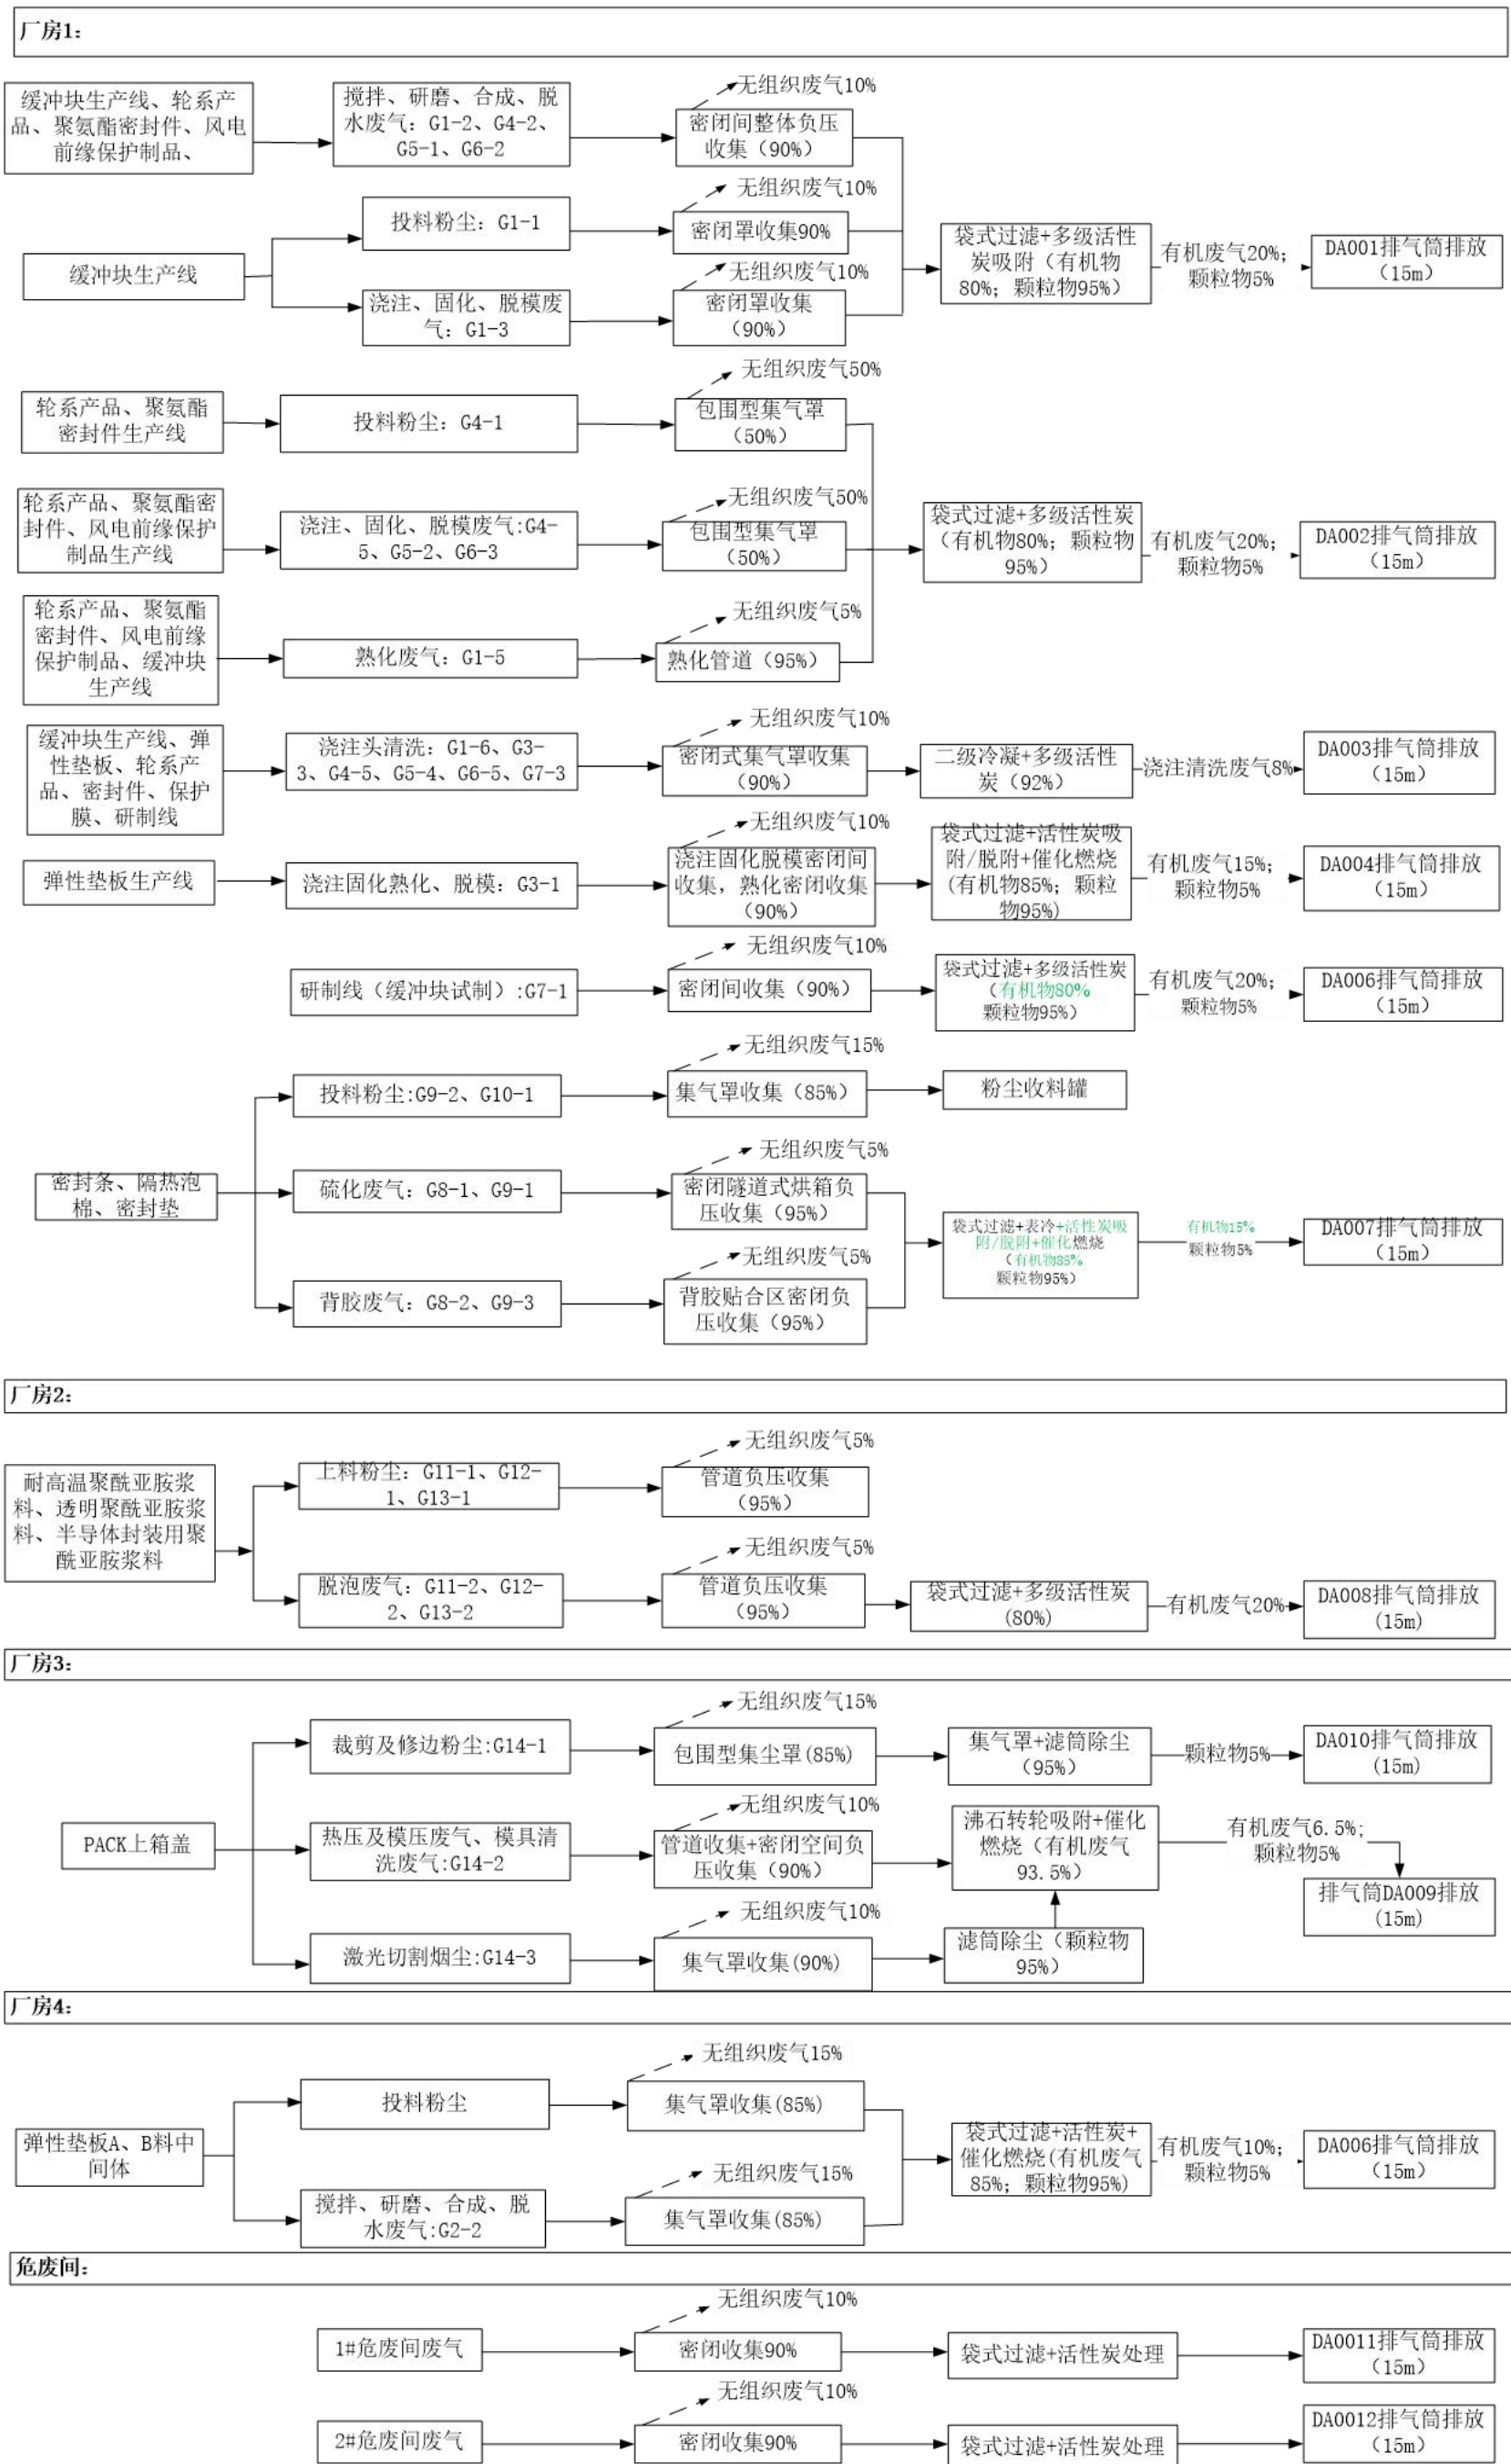 厂房1：
无组织废气10%
缓冲块生产线、轮系产
品、聚氨酯密封件、风电
前缘保护制品、
搅拌、研磨、合成、脱
水废气：G1-2、G4-2、
G5-1、G6-2
密闭间整体负压
收集（90%）
无组织废气10%
投料粉尘：G1-1
密闭罩收集90%
缓冲块生产线
无组织废气10%
浇注、固化、脱模废
气：G1-3
密闭罩收集
（90%）
袋式过滤+多级活性
炭吸附（有机物
80%；颗粒物95%）
有机废气20%；
颗粒物5%
DA001排气筒排放
（15m）
无组织废气50%
轮系产品、聚氨酯
密封件生产线
投料粉尘：G4-1
包围型集气罩
（50%）
无组织废气50%
轮系产品、聚氨酯密
封件、风电前缘保护
制品生产线
浇注、固化、脱模废气:G4-
5、G5-2、G6-3
包围型集气罩
（50%）
袋式过滤+多级活性炭
（有机物80%；颗粒物
95%）
有机废气20%；
颗粒物5%
DA002排气筒排放
（15m）
无组织废气5%
轮系产品、聚氨酯
密封件、风电前缘
保护制品、缓冲块
生产线
熟化废气：G1-5
熟化管道（95%）
无组织废气10%
缓冲块生产线、弹
性垫板、轮系产
品、密封件、保护
膜、研制线
浇注头清洗：G1-6、G3-
3、G4-5、G5-4、G6-5、G7-3
密闭式集气罩收集
（90%）
二级冷凝+多级活性
炭（92%）
浇注清洗废气8%
DA003排气筒排放
（15m）
无组织废气10%
弹性垫板生产线
浇注固化熟化、脱模：G3-1
浇注固化脱模密闭间
收集，熟化密闭收集
（90%）
袋式过滤+活性炭吸
附/脱附+催化燃烧
(有机物85%；颗粒
物95%)
有机废气15%；
颗粒物5%
DA004排气筒排放
（15m）
无组织废气10%
研制线（缓冲块试制）:G7-1
密闭间收集（90%）
袋式过滤+多级活性炭
（有机物80%
颗粒物95%）
有机废气20%；
颗粒物5%
DA006排气筒排放
（15m）
无组织废气15%
投料粉尘:G9-2、G10-1
集气罩收集（85%）
粉尘收料罐
无组织废气5%
密封条、隔热泡
棉、密封垫
硫化废气：G8-1、G9-1
密闭隧道式烘箱负
压收集（95%）
无组织废气5%
背胶废气：G8-2、G9-3
背胶贴合区密闭负
压收集（95%）
袋式过滤+表冷+活性炭吸
附/脱附+催化燃烧
（有机物85%
颗粒物95%）
有机物15%
颗粒物5%
DA007排气筒排放
（15m）
厂房2：
无组织废气5%
耐高温聚酰亚胺浆
料、透明聚酰亚胺浆
料、半导体封装用聚
酰亚胺浆料
上料粉尘：G11-1、G12-
1、G13-1
管道负压收集
（95%）
无组织废气5%
脱泡废气：G11-2、G12-
2、G13-2
管道负压收集
（95%）
袋式过滤+多级活性炭
(80%)
有机废气20%
DA008排气筒排放
(15m)
厂房3：
无组织废气15%
裁剪及修边粉尘:G14-1
包围型集尘罩(85%)
集气罩+滤筒除尘
（95%）
颗粒物5%
DA010排气筒排放
(15m)
无组织废气10%
PACK上箱盖
热压及模压废气、模具清
洗废气:G14-2
管道收集+密闭空间负
压收集（90%）
沸石转轮吸附+催化
燃烧（有机废气
93.5%）
有机废气6.5%；
颗粒物5%
排气筒DA009排放
(15m)
无组织废气10%
激光切割烟尘:G14-3
集气罩收集(90%)
滤筒除尘（颗粒物
95%）
厂房4：
无组织废气15%
投料粉尘
集气罩收集(85%)
弹性垫板A、B料中
间体
无组织废气15%
搅拌、研磨、合成、脱
水废气:G2-2
集气罩收集(85%)
袋式过滤+活性炭+
催化燃烧(有机废气
85%；颗粒物95%)
有机废气10%；
颗粒物5%
DA006排气筒排放
（15m）
危废间：
无组织废气10%
1#危废间废气
密闭收集90%
袋式过滤+活性炭处理
DA0011排气筒排放
（15m）
无组织废气10%
2#危废间废气
密闭收集90%
袋式过滤+活性炭处理
DA0012排气筒排放
（15m）